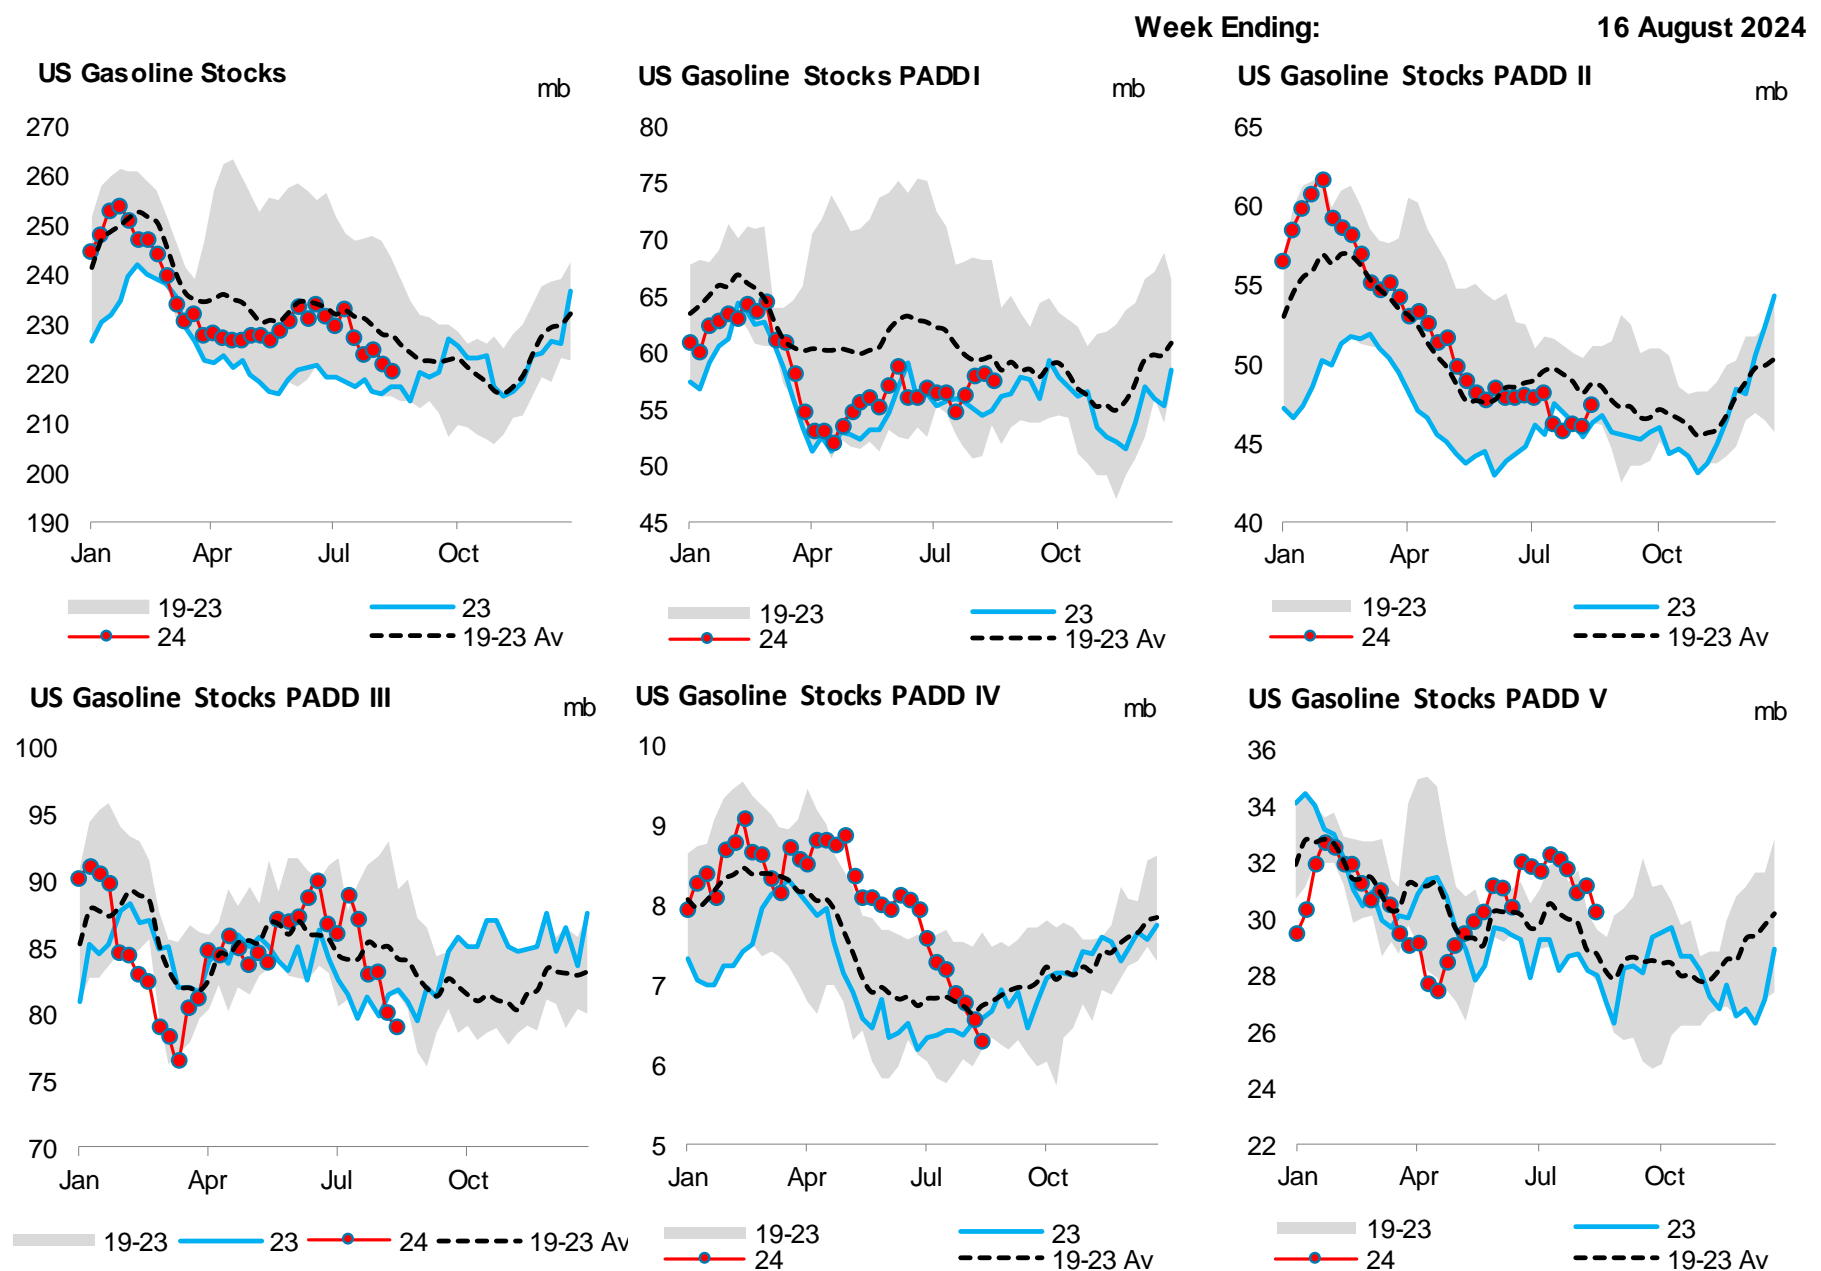 Week Ending: 16 August 2024
US Gasoline Stocks
mb
270
260
250
240
230
220
210
200
190
Jan Apr Jul Oct
19-23 23
24 19-23 Av
US Gasoline Stocks PADD I
mb
80
75
70
65
60
55
50
45
Jan Apr Jul Oct
19-23 23
24 19-23 Av
US Gasoline Stocks PADD II
mb
65
60
55
50
45
40
Jan Apr Jul Oct
19-23 23
24 19-23 Av
US Gasoline Stocks PADD III
mb
100
95
90
85
80
75
70
Jan Apr Jul Oct
19-23 23 24 19-23 Av
US Gasoline Stocks PADD IV
mb
10
9
8
7
6
5
Jan Apr Jul Oct
19-23 23
24 19-23 Av
US Gasoline Stocks PADD V
mb
36
34
32
30
28
26
24
22
Jan Apr Jul Oct
19-23 23
24 19-23 Av